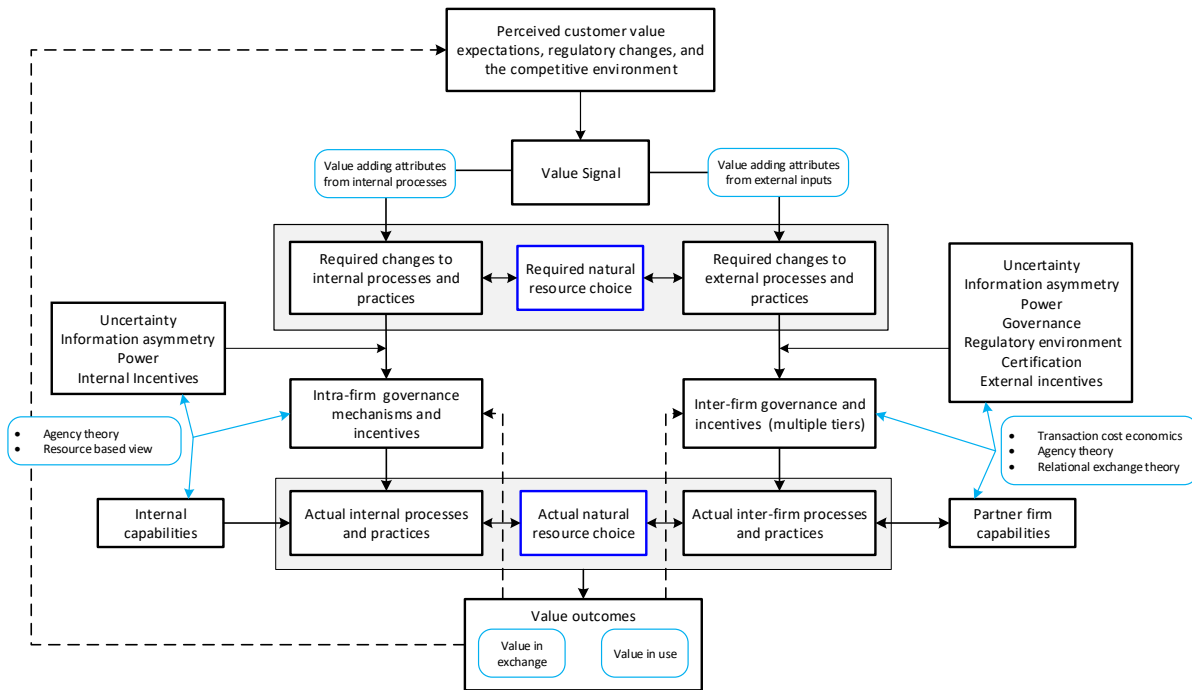 Perceived customer value
expectations, regulatory changes, and
the competitive environment
Value adding attributes
from internal processes
Value Signal
Value adding attributes
from external inputs
Required changes to
internal processes and
practices
Required natural
resource choice
Required changes to
external processes and
practices
Uncertainty
Information asymmetry
Power
Internal Incentives
Uncertainty
Information asymmetry
Power
Governance
Regulatory environment
Certification
External incentives
Intra-firm governance
mechanisms and
incentives
Inter-firm governance and
incentives (multiple tiers)
• Agency theory
• Resource based view
• Transaction cost economics
• Agency theory
• Relational exchange theory
Internal
capabilities
Actual internal processes
and practices
Actual natural
resource choice
Actual inter-firm processes
and practices
Partner firm
capabilities
Value outcomes
Value in
exchange
Value in use